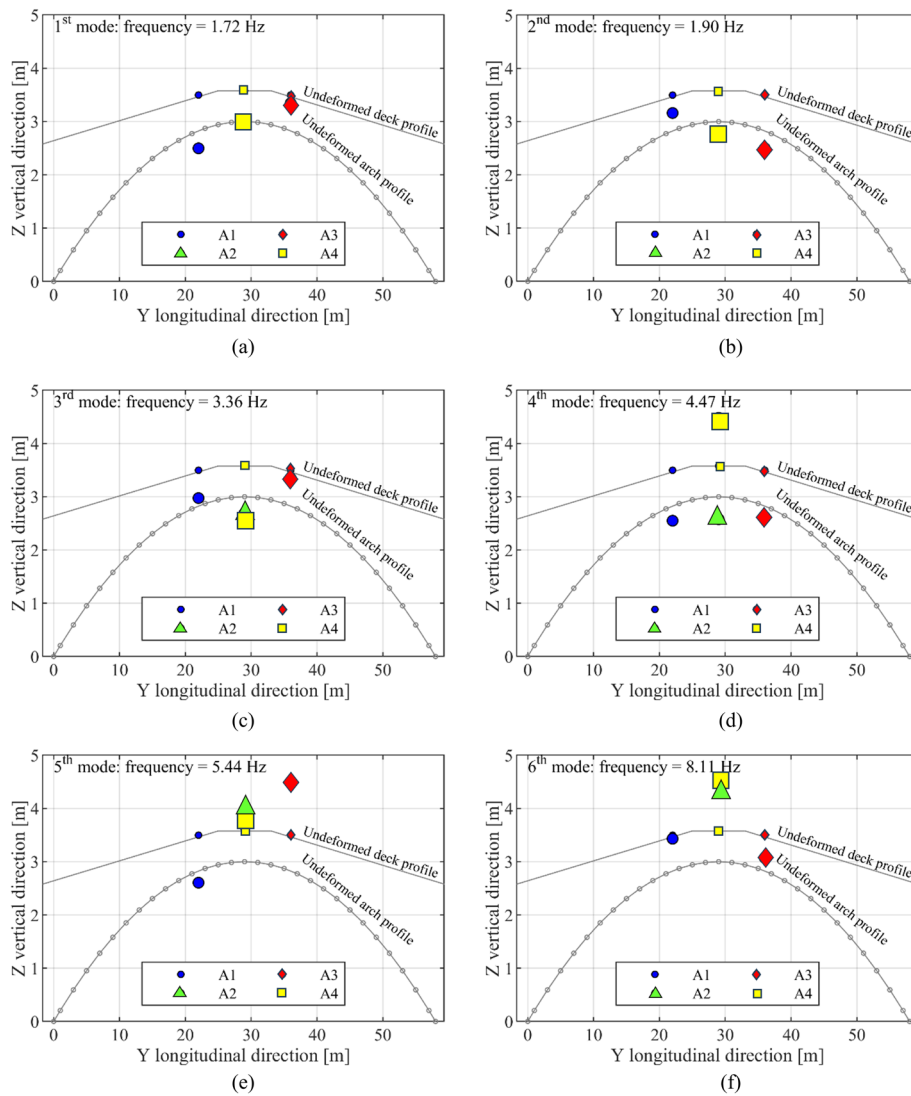 1st mode: frequency = 1.72 Hz
5
4
3
2
1
0
Z vertical direction [m]
Undeformed deck profile
Undeformed arch profile
A1 A3
A2 A4
0 10 20 30 40 50
Y longitudinal direction [m]
(a)
2nd mode: frequency = 1.90 Hz
5
4
3
2
1
0
Z vertical direction [m]
Undeformed deck profile
Undeformed arch profile
A1 A3
A2 A4
0 10 20 30 40 50
Y longitudinal direction [m]
(b)
3rd mode: frequency = 3.36 Hz
5
4
3
2
1
0
Z vertical direction [m]
Undeformed deck profile
Undeformed arch profile
A1 A3
A2 A4
0 10 20 30 40 50
Y longitudinal direction [m]
(c)
4th mode: frequency = 4.47 Hz
5
4
3
2
1
0
Z vertical direction [m]
Undeformed deck profile
Undeformed arch profile
A1 A3
A2 A4
0 10 20 30 40 50
Y longitudinal direction [m]
(d)
5th mode: frequency = 5.44 Hz
5
4
3
2
1
0
Z vertical direction [m]
Undeformed deck profile
Undeformed arch profile
A1 A3
A2 A4
0 10 20 30 40 50
Y longitudinal direction [m]
(e)
6th mode: frequency = 8.11 Hz
5
4
3
2
1
0
Z vertical direction [m]
Undeformed deck profile
Undeformed arch profile
A1 A3
A2 A4
0 10 20 30 40 50
Y longitudinal direction [m]
(f)